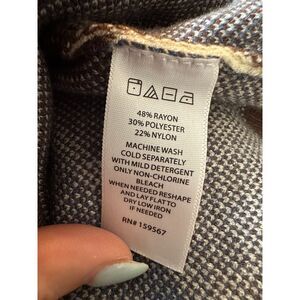 48% RAYON
30% POLYESTER
22% NYLON
MACHINE WASH
COLD SEPARATELY
WITH MILD DETERGENT
ONLY NON-CHLORINE
BLEACH
WHEN NEEDED RESHAPE
AND LAY FLAT TO
DRY LOW IRON
IF NEEDED
RN# 159567